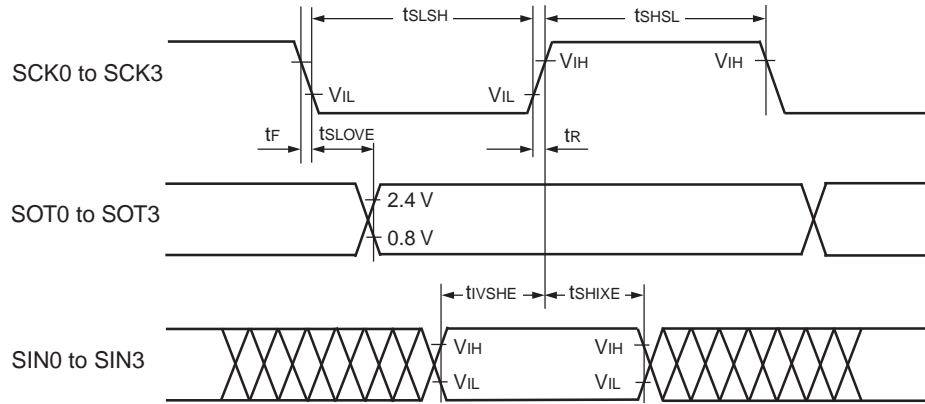 tSLSH tSHSL
SCK0 to SCK3
VIH VIH
VIL VIL
tF tSLOVE tR
SOT0 to SOT3
2.4 V
0.8 V
tIVSHE tSHIXE
SIN0 to SIN3
VIH VIH
VIL VIL